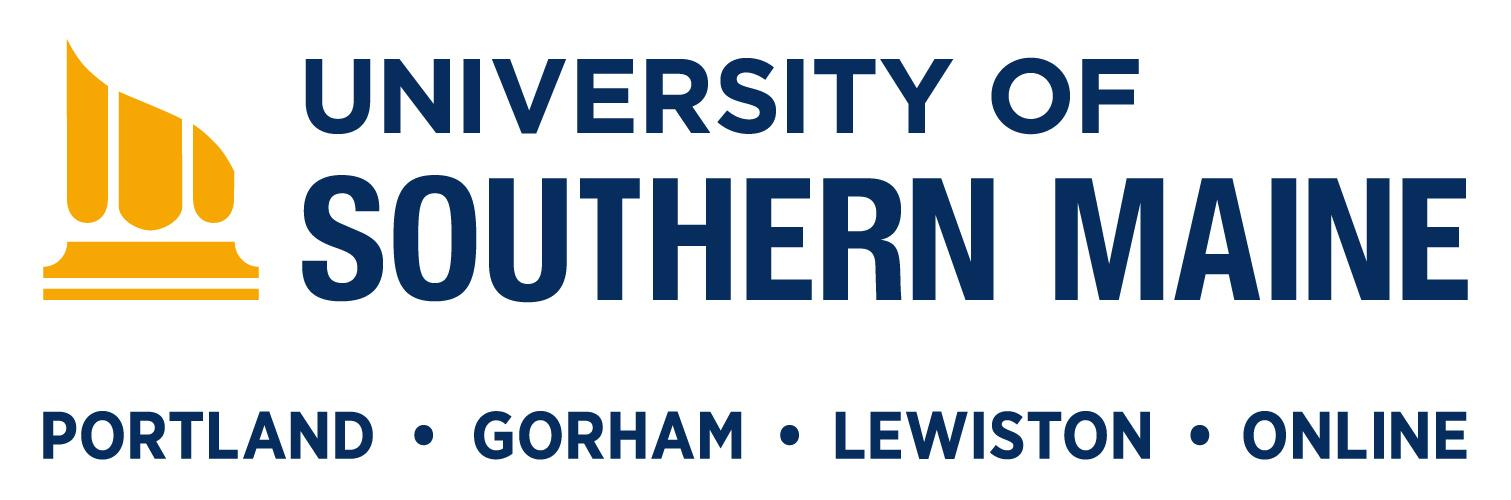 UNIVERSITY OF
SOUTHERN MAINE
PORTLAND • GORHAM • LEWISTON • ONLINE